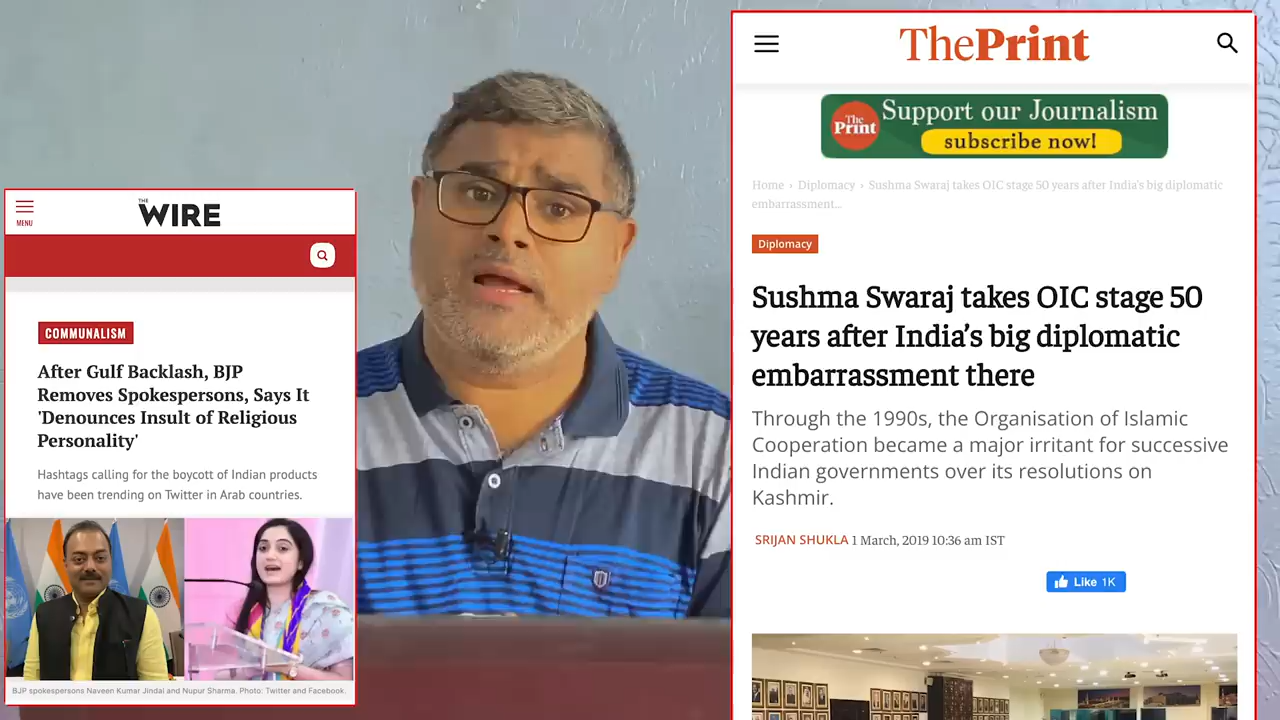 THE WIRE
MENU
COMMUNALISM
After Gulf Backlash, BJP
Removes Spokespersons, Says It
'Denounces Insult of Religious
Personality'
Hashtags calling for the boycott of Indian products
have been trending on Twitter in Arab countries.
BJP spokespersons Naveen Kumar Jindal and Nupur Sharma. Photo: Twitter and Facebook.
ThePrint
The Print
Support our Journalism
subscribe now!
Home › Diplomacy › Sushma Swaraj takes OIC stage 50 years after India's big diplomatic
embarrassment...
Diplomacy
Sushma Swaraj takes OIC stage 50
years after India's big diplomatic
embarrassment there
Through the 1990s, the Organisation of Islamic
Cooperation became a major irritant for successive
Indian governments over its resolutions on
Kashmir.
SRIJAN SHUKLA 1 March, 2019 10:36 am IST
Like 1K